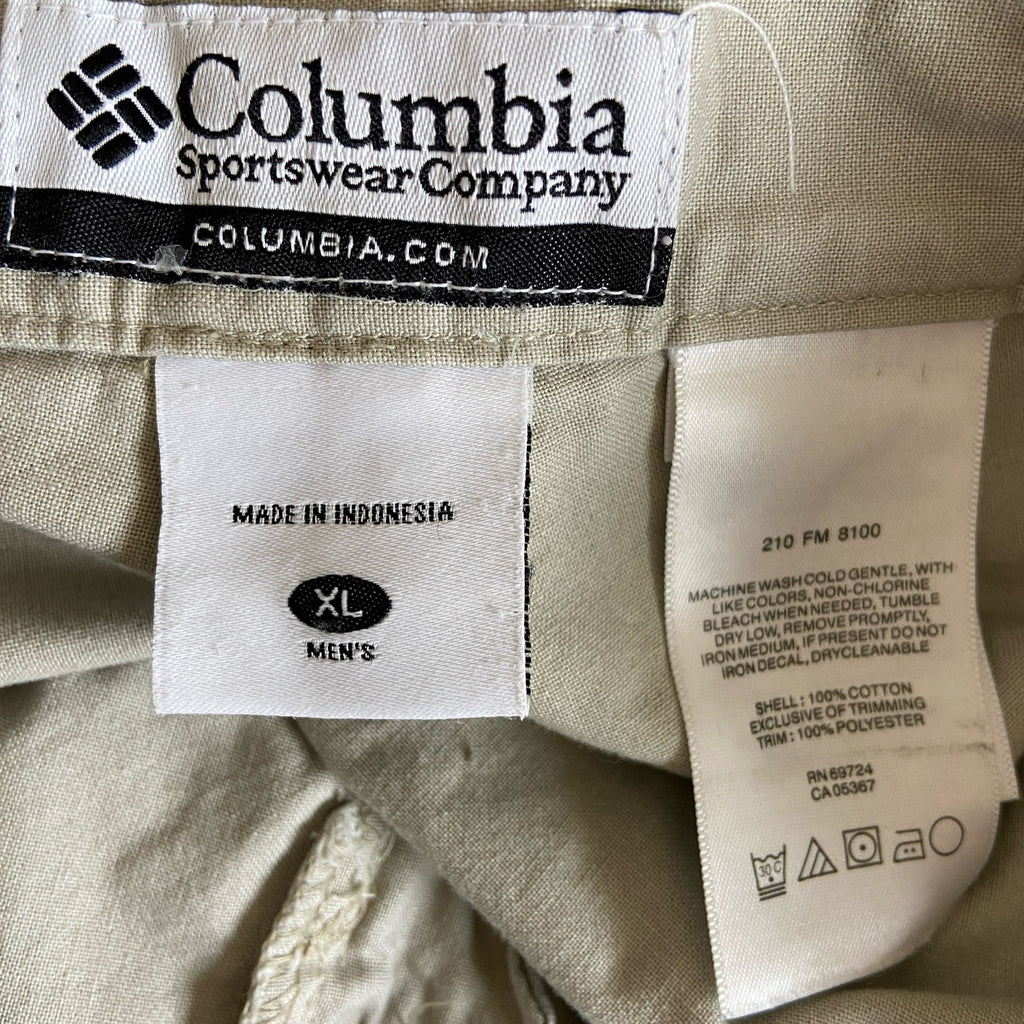 Columbia
Sportswear Company
COLUMBIA.COM
MADE IN INDONESIA
XL
MEN'S
210 FM 8100
MACHINE WASH COLD GENTLE, WITH
LIKE COLORS, NON-CHLORINE
BLEACH WHEN NEEDED, TUMBLE
DRY LOW, REMOVE PROMPTLY,
IRON MEDIUM, IF PRESENT DO NOT
IRON DECAL, DRYCLEANABLE
SHELL : 100% COTTON
EXCLUSIVE OF TRIMMING
TRIM : 100% POLYESTER
RN 69724
CA 05367
30 C